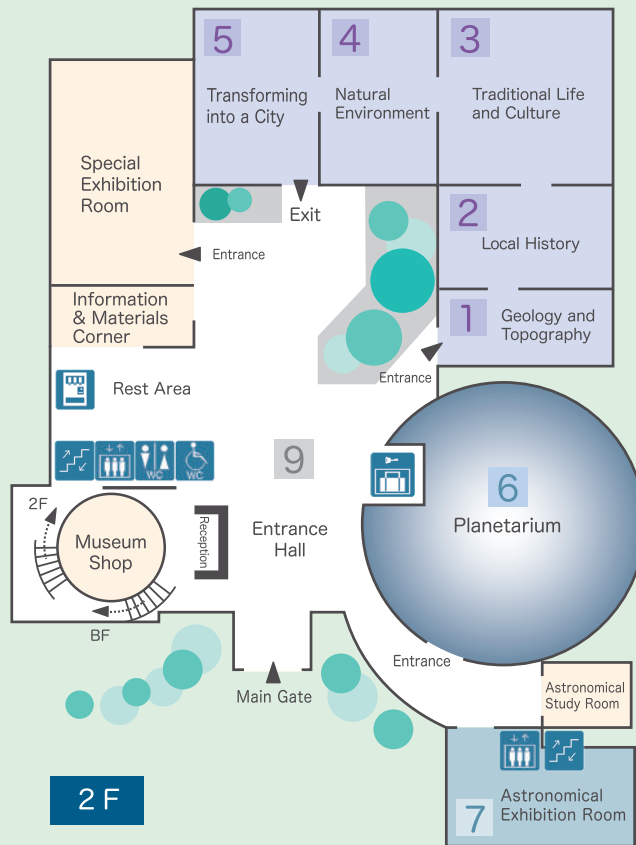 5
Transforming
into a City
4
Natural
Environment
3
Traditional Life
and Culture
Special
Exhibition
Room
Exit
Entrance
2
Local History
Information
& Materials
Corner
1
Geology and
Topography
Entrance
Rest Area
WC
WC
9
Entrance
Hall
6
Planetarium
2F
Museum
Shop
BF
Reception
Main Gate
Entrance
Astronomical
Study Room
7
Astronomical
Exhibition Room
2F